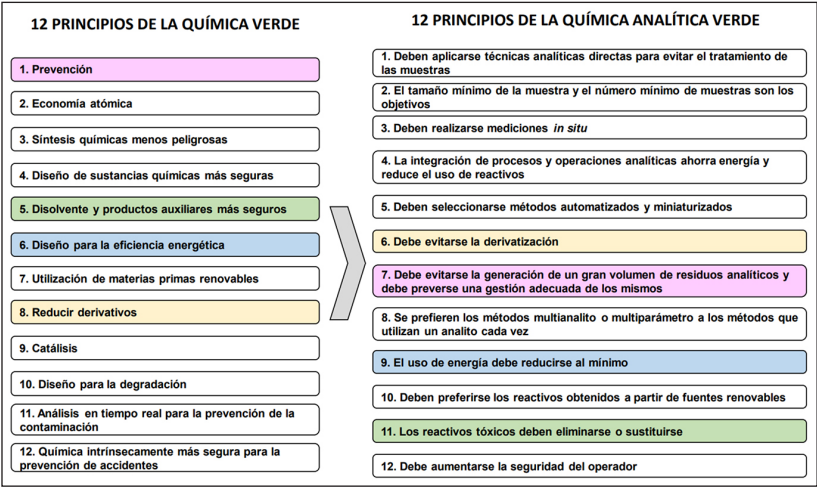 12 PRINCIPIOS DE LA QUÍMICA VERDE
1. Prevención
2. Economía atómica
3. Síntesis químicas menos peligrosas
4. Diseño de sustancias químicas más seguras
5. Disolvente y productos auxiliares más seguros
6. Diseño para la eficiencia energética
7. Utilización de materias primas renovables
8. Reducir derivativos
9. Catálisis
10. Diseño para la degradación
11. Análisis en tiempo real para la prevención de la
contaminación
12. Química intrínsecamente más segura para la
prevención de accidentes
12 PRINCIPIOS DE LA QUÍMICA ANALÍTICA VERDE
1. Deben aplicarse técnicas analíticas directas para evitar el tratamiento de
las muestras
2. El tamaño mínimo de la muestra y el número mínimo de muestras son los
objetivos
3. Deben realizarse mediciones in situ
4. La integración de procesos y operaciones analíticas ahorra energía y
reduce el uso de reactivos
5. Deben seleccionarse métodos automatizados y miniaturizados
6. Debe evitarse la derivatización
7. Debe evitarse la generación de un gran volumen de residuos analíticos y
debe preverse una gestión adecuada de los mismos
8. Se prefieren los métodos multianalito o multiparámetro a los métodos que
utilizan un analito cada vez
9. El uso de energía debe reducirse al mínimo
10. Deben preferirse los reactivos obtenidos a partir de fuentes renovables
11. Los reactivos tóxicos deben eliminarse o sustituirse
12. Debe aumentarse la seguridad del operador